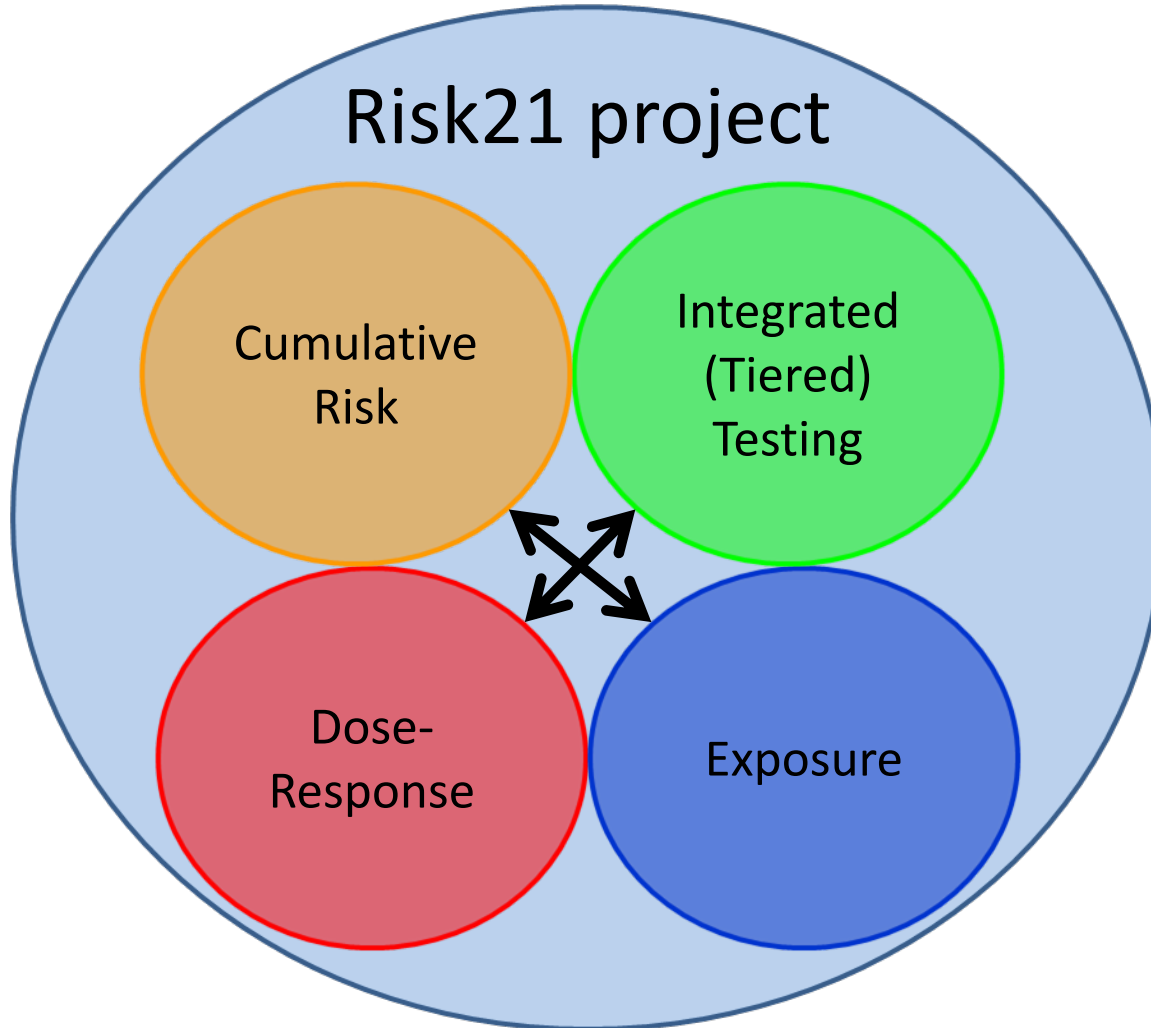 Risk21 project
Cumulative
Risk
Integrated
(Tiered)
Testing
Dose-
Response
Exposure